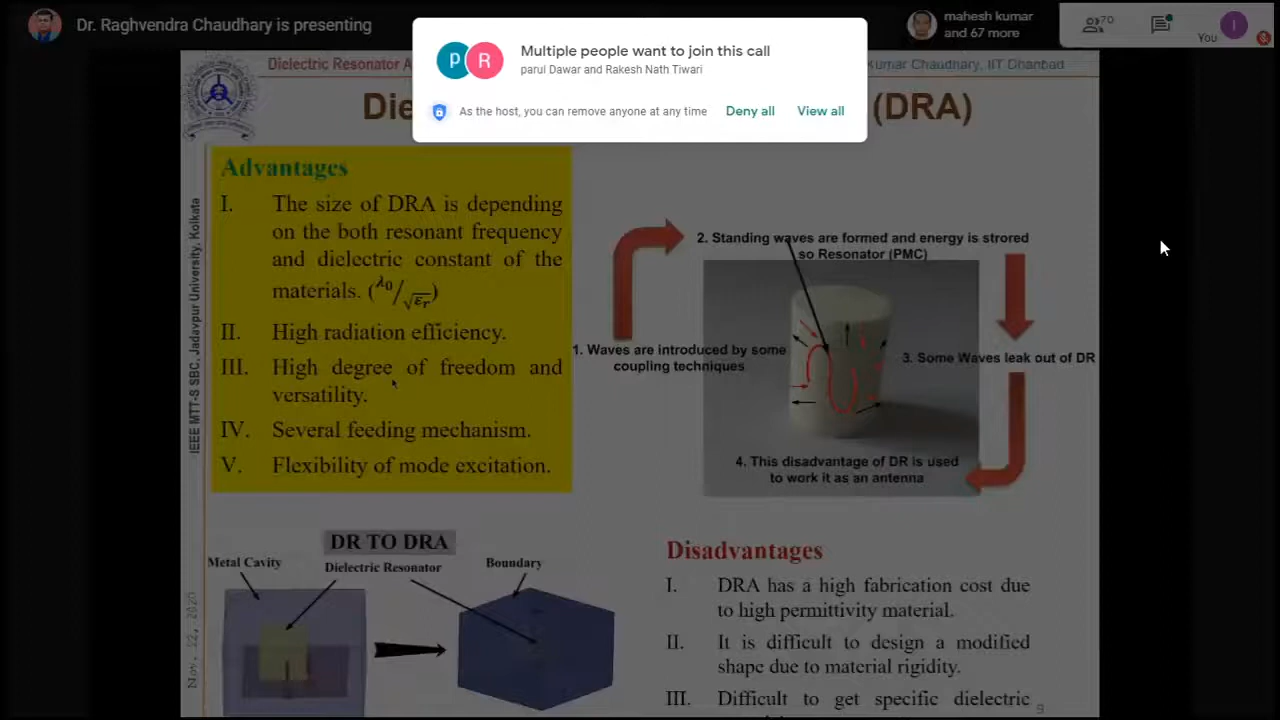 Dr. Raghvendra Chaudhary is presenting
mahesh kumar
and 67 more
70
You
I
P R
Multiple people want to join this call
parul Dawar and Rakesh Nath Tiwari
As the host, you can remove anyone at any time
Deny all
View all
Dielectric Resonator A
Kumar Chaudhary, IIT Dhanbad
Die
(DRA)
IEEE MTT-S SBC, Jadavpur University, Kolkata
Nov. 22, 2020
Advantages
I. The size of DRA is depending
on the both resonant frequency
and dielectric constant of the
materials. (λ₀/√εᵣ)
II. High radiation efficiency.
III. High degree of freedom and
versatility.
IV. Several feeding mechanism.
V. Flexibility of mode excitation.
2. Standing waves are formed and energy is strored
so Resonator (PMC)
1. Waves are introduced by some
coupling techniques
3. Some Waves leak out of DR
4. This disadvantage of DR is used
to work it as an antenna
DR TO DRA
Metal Cavity
Dielectric Resonator
Boundary
Disadvantages
I. DRA has a high fabrication cost due
to high permittivity material.
II. It is difficult to design a modified
shape due to material rigidity.
III. Difficult to get specific dielectric
9